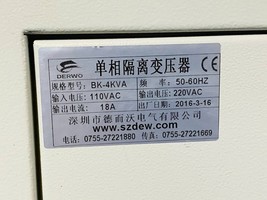 DERWO
单相隔离变压器
规格型号: BK-4KVA 频 率: 50-60HZ
输入电压: 110VAC 输出电压: 220VAC
输出电流: 18A 出厂日期: 2016-3-16
深圳市德而沃电气有限公司
www.szdew.com
电话: 0755-27221880 传真: 0755-27221669